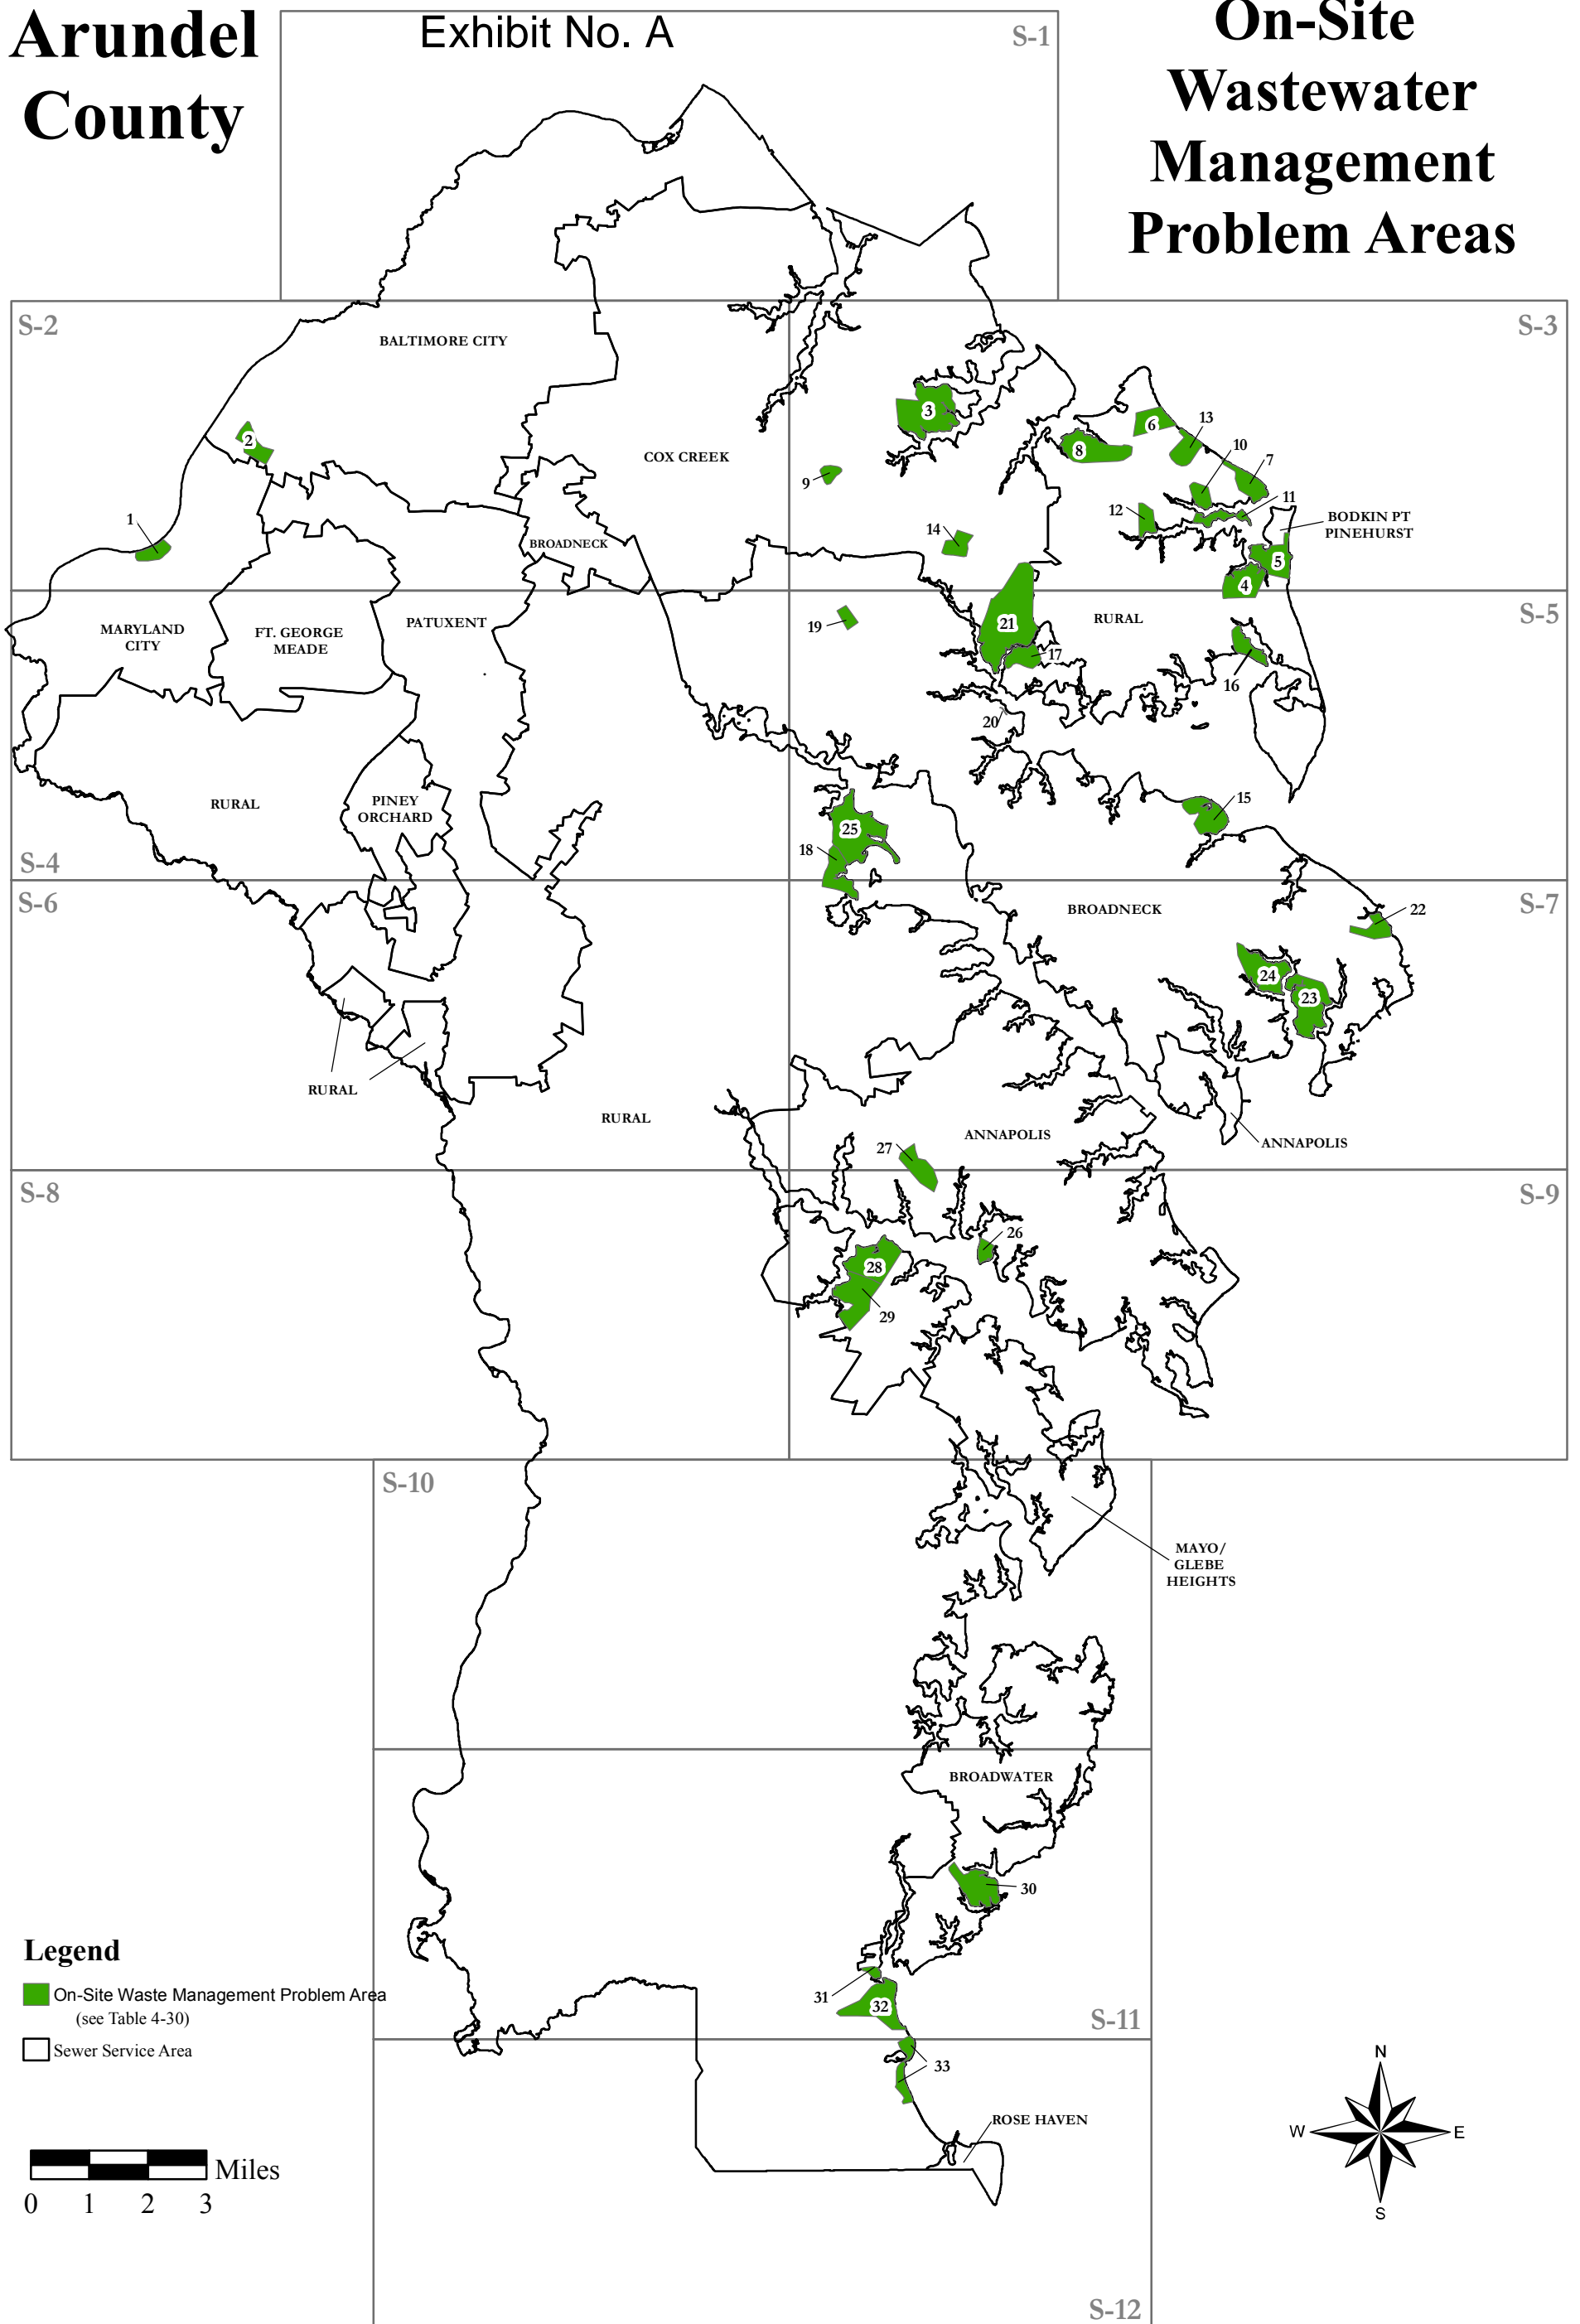 Arundel
County
Exhibit No. A
S-1
On-Site
Wastewater
Management
Problem Areas
S-2
S-3
BALTIMORE CITY
2
3
6
13
8
10
7
COX CREEK
9
11
12
1
14
BROADNECK
BODKIN PT
PINEHURST
5
4
S-5
MARYLAND
CITY
FT. GEORGE
MEADE
PATUXENT
19
21
RURAL
17
16
20
RURAL
PINEY
ORCHARD
15
25
18
S-4
S-6
BROADNECK
22
S-7
24
23
RURAL
RURAL
ANNAPOLIS
ANNAPOLIS
27
S-8
S-9
26
28
29
S-10
MAYO/
GLEBE
HEIGHTS
BROADWATER
30
Legend
On-Site Waste Management Problem Area
(see Table 4-30)
Sewer Service Area
31
32
S-11
33
ROSE HAVEN
N
W
E
S
Miles
0 1 2 3
S-12